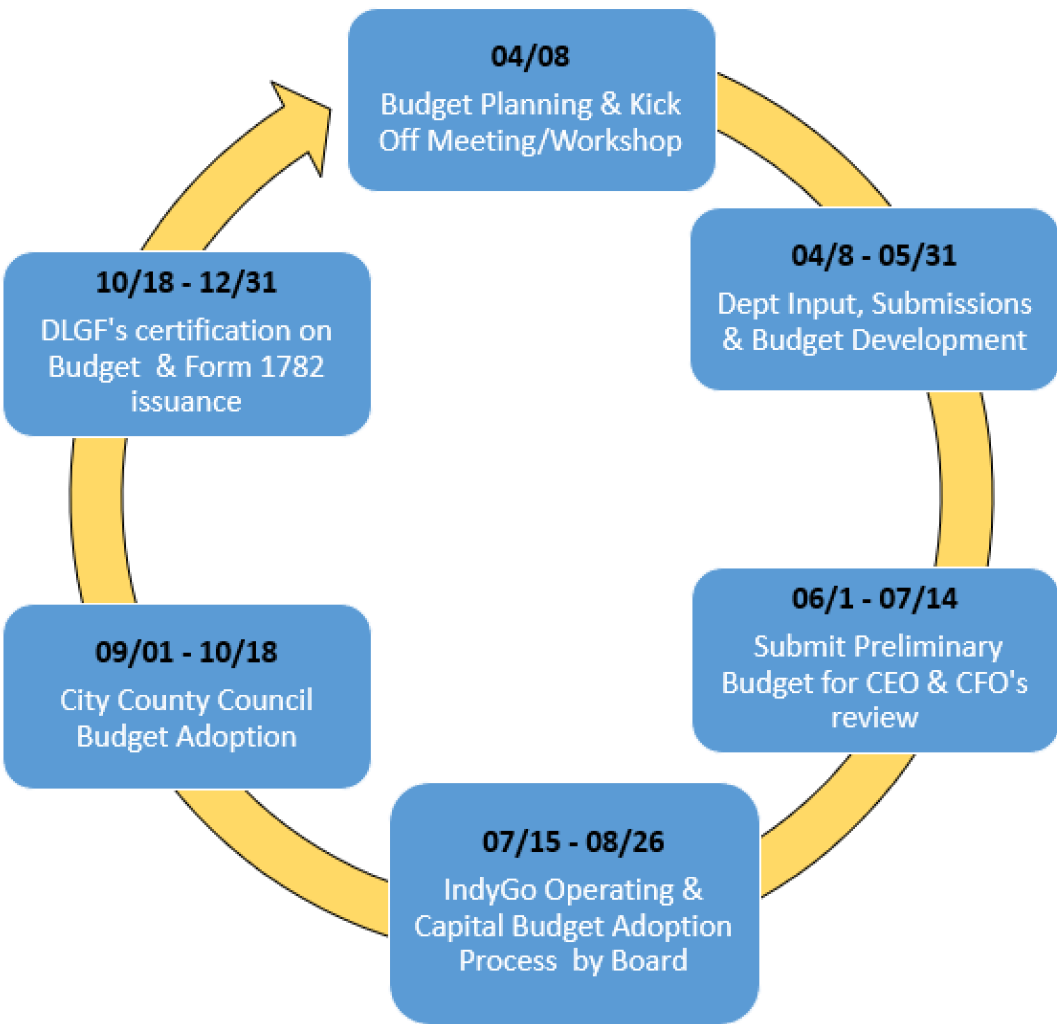 04/08
Budget Planning & Kick
Off Meeting/Workshop
04/8 - 05/31
Dept Input, Submissions
& Budget Development
06/1 - 07/14
Submit Preliminary
Budget for CEO & CFO's
review
07/15 - 08/26
IndyGo Operating &
Capital Budget Adoption
Process  by Board
09/01 - 10/18
City County Council
Budget Adoption
10/18 - 12/31
DLGF's certification on
Budget  & Form 1782
issuance